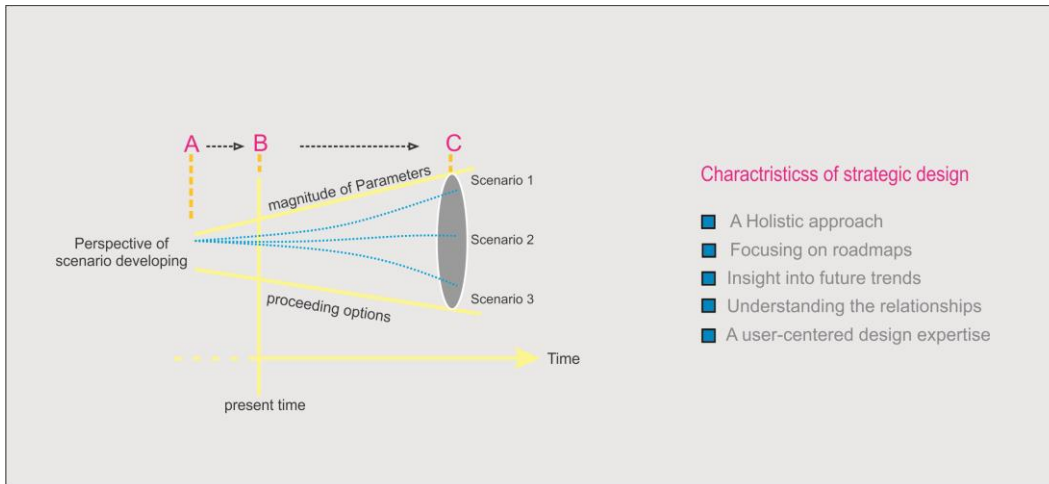 A
B
C
magnitude of Parameters
Scenario 1
Perspective of
scenario developing
Scenario 2
Scenario 3
proceeding options
Time
present time
Charactristicss of strategic design
A Holistic approach
Focusing on roadmaps
Insight into future trends
Understanding the relationships
A user-centered design expertise